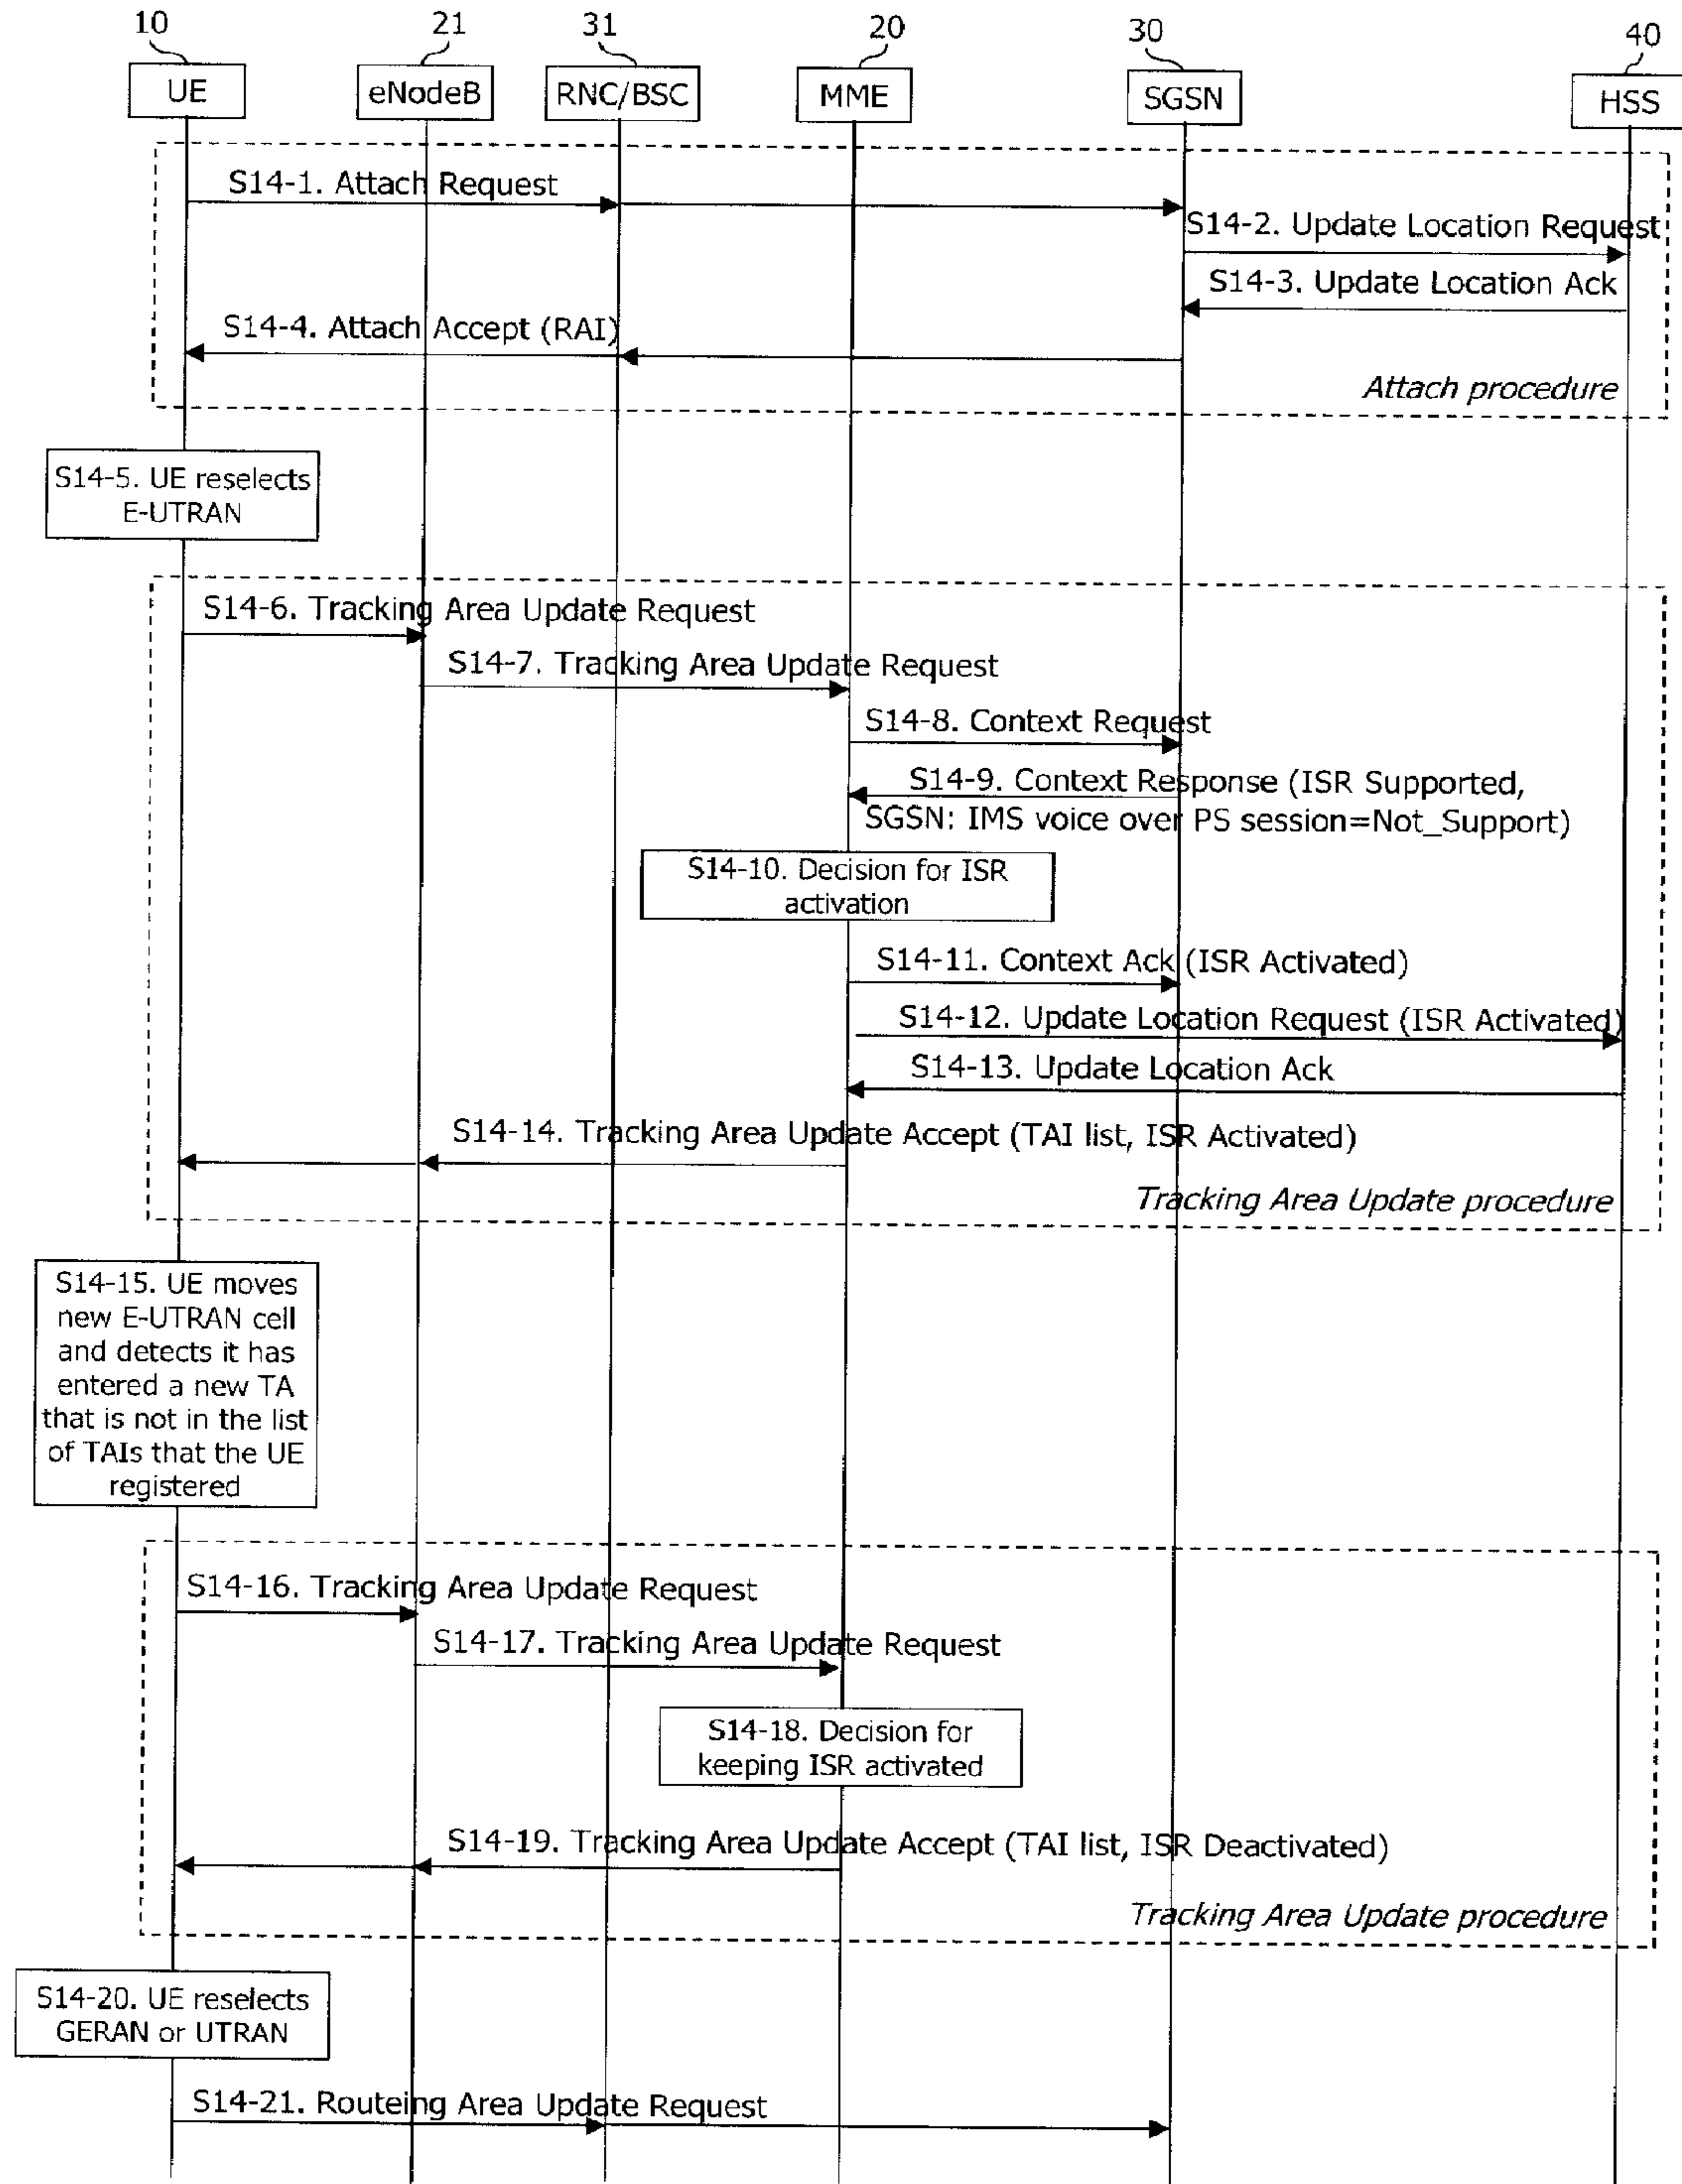 10 21 31 20 30 40
UE eNodeB RNC/BSC MME SGSN HSS
S14-1. Attach Request
S14-2. Update Location Request
S14-3. Update Location Ack
S14-4. Attach Accept (RAI)
Attach procedure
S14-5. UE reselects
E-UTRAN
S14-6. Tracking Area Update Request
S14-7. Tracking Area Update Request
S14-8. Context Request
S14-9. Context Response (ISR Supported,
SGSN: IMS voice over PS session=Not_Support)
S14-10. Decision for ISR
activation
S14-11. Context Ack (ISR Activated)
S14-12. Update Location Request (ISR Activated)
S14-13. Update Location Ack
S14-14. Tracking Area Update Accept (TAI list, ISR Activated)
Tracking Area Update procedure
S14-15. UE moves
new E-UTRAN cell
and detects it has
entered a new TA
that is not in the list
of TAIs that the UE
registered
S14-16. Tracking Area Update Request
S14-17. Tracking Area Update Request
S14-18. Decision for
keeping ISR activated
S14-19. Tracking Area Update Accept (TAI list, ISR Deactivated)
Tracking Area Update procedure
S14-20. UE reselects
GERAN or UTRAN
S14-21. Routeing Area Update Request